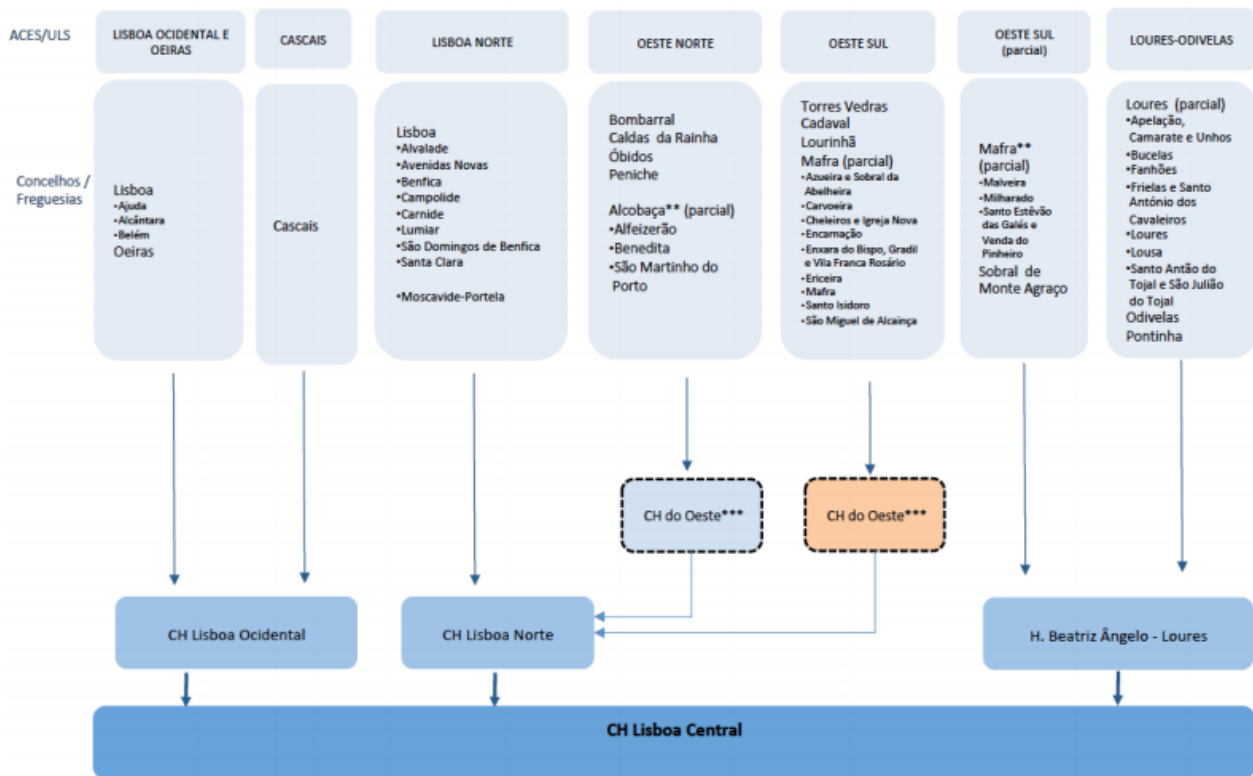 ACES/ULS
LISBOA OCIDENTAL E
OEIRAS
CASCAIS
LISBOA NORTE
OESTE NORTE
OESTE SUL
OESTE SUL
(parcial)
LOURES-ODIVELAS
Concelhos /
Freguesias
Lisboa
•Ajuda
•Alcântara
•Belém
Oeiras
Cascais
Lisboa
•Alvalade
•Avenidas Novas
•Benfica
•Campolide
•Carnide
•Lumiar
•São Domingos de Benfica
•Santa Clara
•Moscavide-Portela
Bombarral
Caldas da Rainha
Óbidos
Peniche
Alcobaça** (parcial)
•Alfeizerão
•Benedita
•São Martinho do
Porto
Torres Vedras
Cadaval
Lourinhã
Mafra (parcial)
•Azueira e Sobral da
Abelheira
•Carvoeira
•Cheleiros e Igreja Nova
•Encarnação
•Enxara do Bispo, Gradil
e Vila Franca Rosário
•Ericeira
•Mafra
•Santo Isidoro
•São Miguel de Alcainça
Mafra**
(parcial)
•Malveira
•Milharado
•Santo Estêvão
das Galés e
Venda do
Pinheiro
Sobral de
Monte Agraço
Loures (parcial)
•Apelação,
Camarate e Unhos
•Bucelas
•Fanhões
•Frielas e Santo
António dos
Cavaleiros
•Loures
•Lousa
•Santo Antão do
Tojal e São Julião
do Tojal
Odivelas
Pontinha
CH do Oeste***
CH do Oeste***
CH Lisboa Ocidental
CH Lisboa Norte
H. Beatriz Ângelo - Loures
CH Lisboa Central